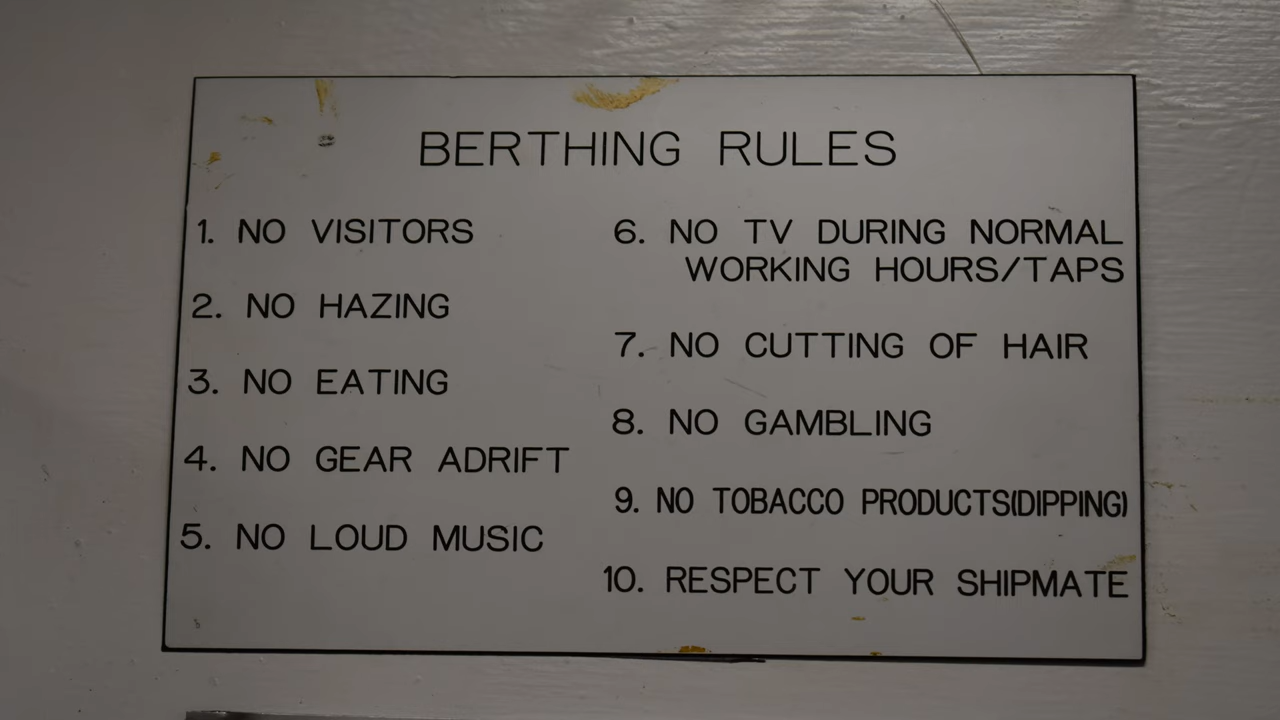 BERTHING RULES
1. NO VISITORS
2. NO HAZING
3. NO EATING
4. NO GEAR ADRIFT
5. NO LOUD MUSIC
6. NO TV DURING NORMAL
WORKING HOURS/TAPS
7. NO CUTTING OF HAIR
8. NO GAMBLING
9. NO TOBACCO PRODUCTS(DIPPING)
10. RESPECT YOUR SHIPMATE